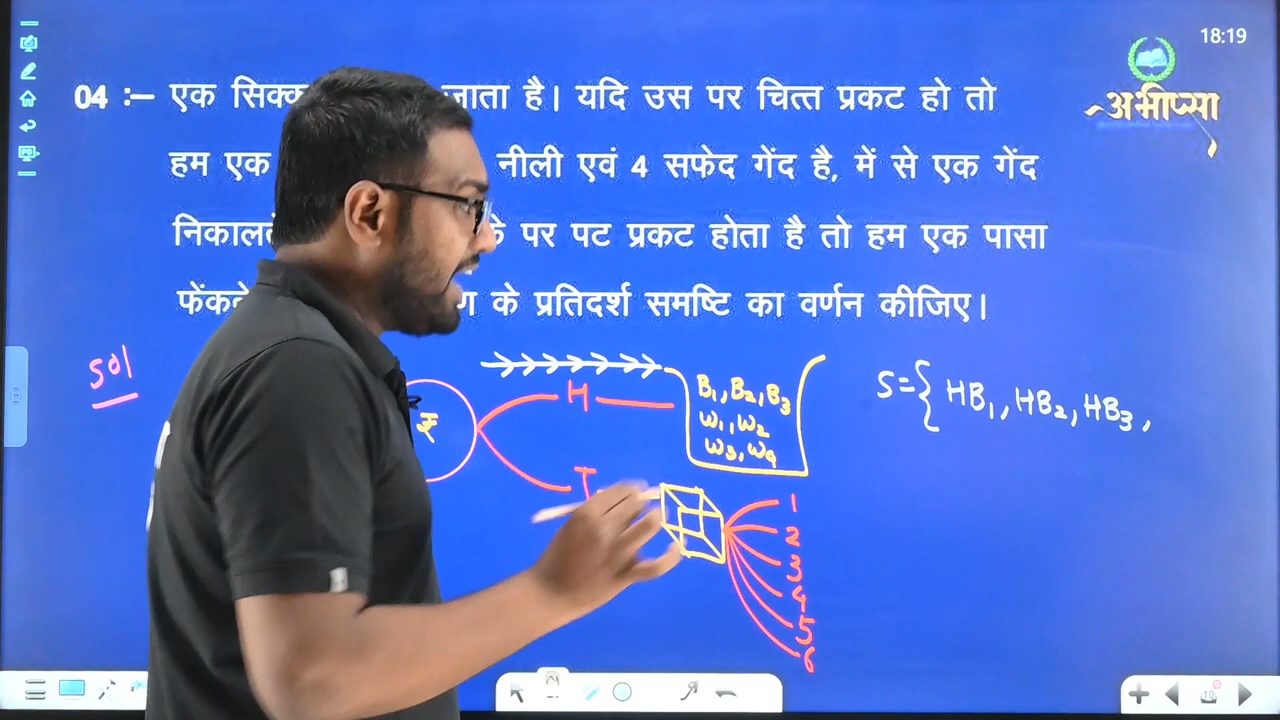 18:19
अभीप्सा
04 :– एक सिक्क जाता है। यदि उस पर चित्त प्रकट हो तो
हम एक नीली एवं 4 सफेद गेंद है, में से एक गेंद
निकालते के पर पट प्रकट होता है तो हम एक पासा
फेंकते के प्रतिदर्श समष्टि का वर्णन कीजिए।
Sol
₹
H
T
B₁, B₂, B₃
W₁, W₂
W₃, W₄
1
2
3
4
5
6
S={ HB₁, HB₂, HB₃,
10